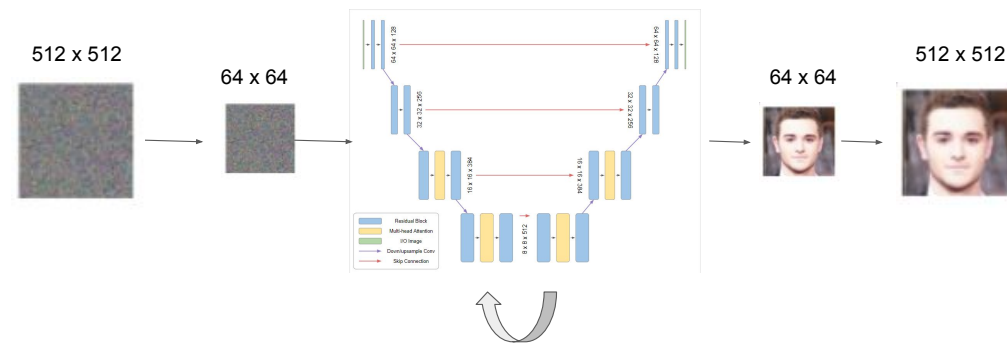 512 x 512
64 x 64
64 x 64 x 128
32 x 32 x 256
16 x 16 x 384
8 x 8 x 512
16 x 16 x 384
32 x 32 x 256
64 x 64 x 128
Residual Block
Multi-head Attention
I/O Image
Down/upsample Conv
Skip Connection
64 x 64
512 x 512